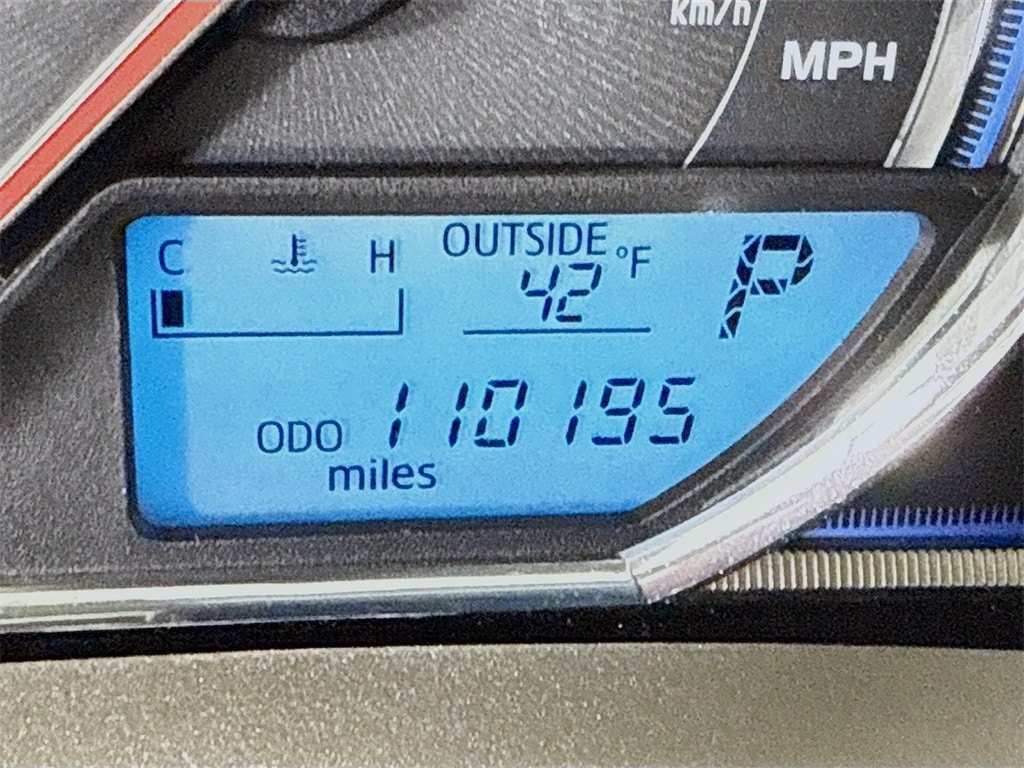 km/h
MPH
C H OUTSIDE °F P
42
ODO 110195
miles